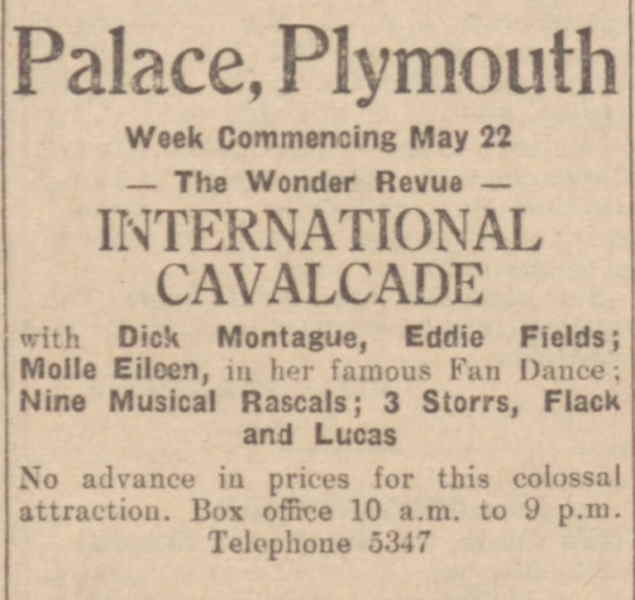 Palace, Plymouth
Week Commencing May 22
— The Wonder Revue —
INTERNATIONAL
CAVALCADE
with Dick Montague, Eddie Fields;
Molle Eileen, in her famous Fan Dance;
Nine Musical Rascals; 3 Storrs, Flack
and Lucas
No advance in prices for this colossal
attraction. Box office 10 a.m. to 9 p.m.
Telephone 5347